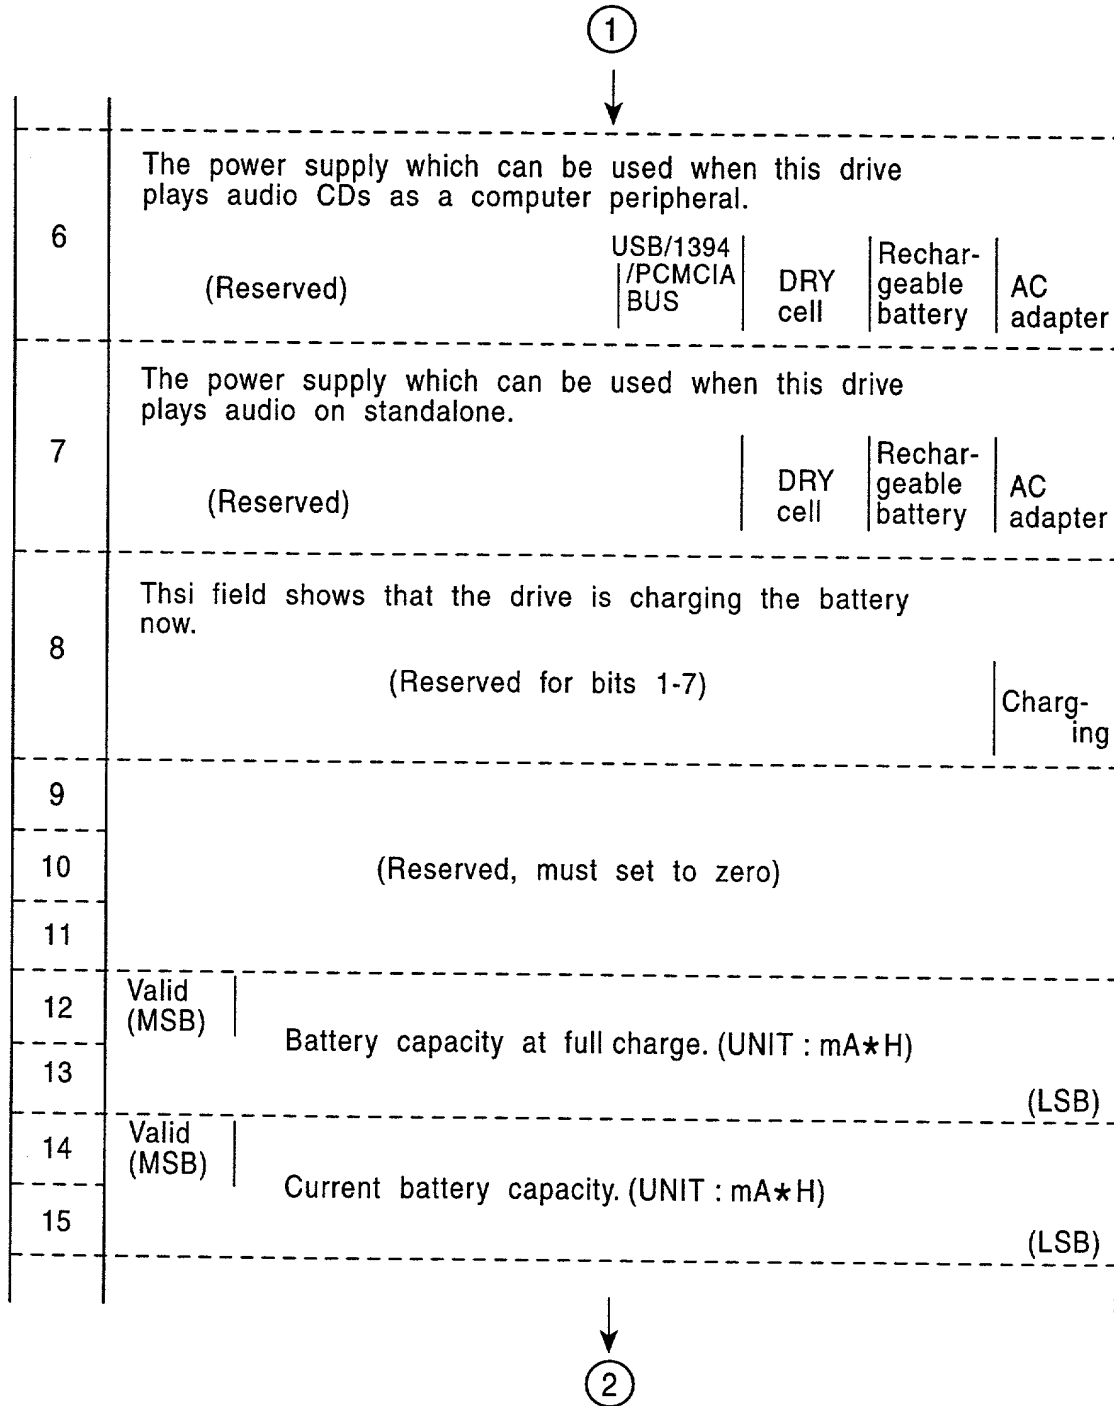 1
The power supply which can be used when this drive
plays audio CDs as a computer peripheral.
6
(Reserved)
USB/1394
/PCMCIA
BUS
DRY
cell
Rechar-
geable
battery
AC
adapter
The power supply which can be used when this drive
plays audio on standalone.
7
(Reserved)
DRY
cell
Rechar-
geable
battery
AC
adapter
Thsi field shows that the drive is charging the battery
now.
8
(Reserved for bits 1-7)
Charg-
ing
9
10
(Reserved, must set to zero)
11
12
Valid
(MSB)
Battery capacity at full charge. (UNIT : mA★H)
13
(LSB)
14
Valid
(MSB)
Current battery capacity. (UNIT : mA★H)
15
(LSB)
2